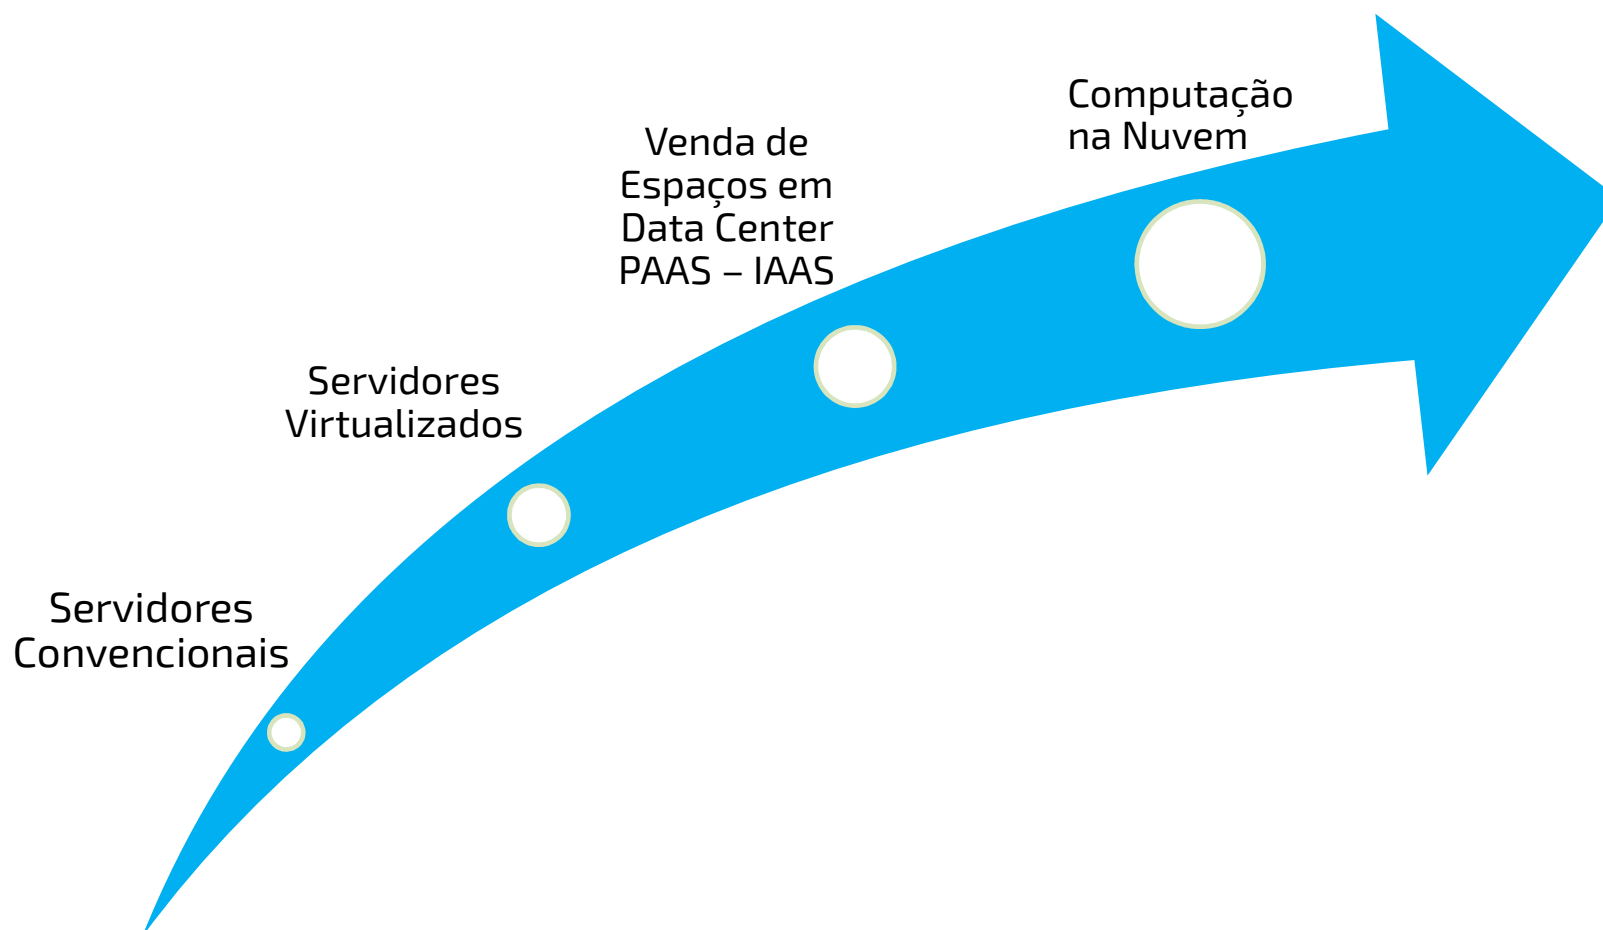 Computação
na Nuvem
Venda de
Espaços em
Data Center
PAAS – IAAS
Servidores
Virtualizados
Servidores
Convencionais